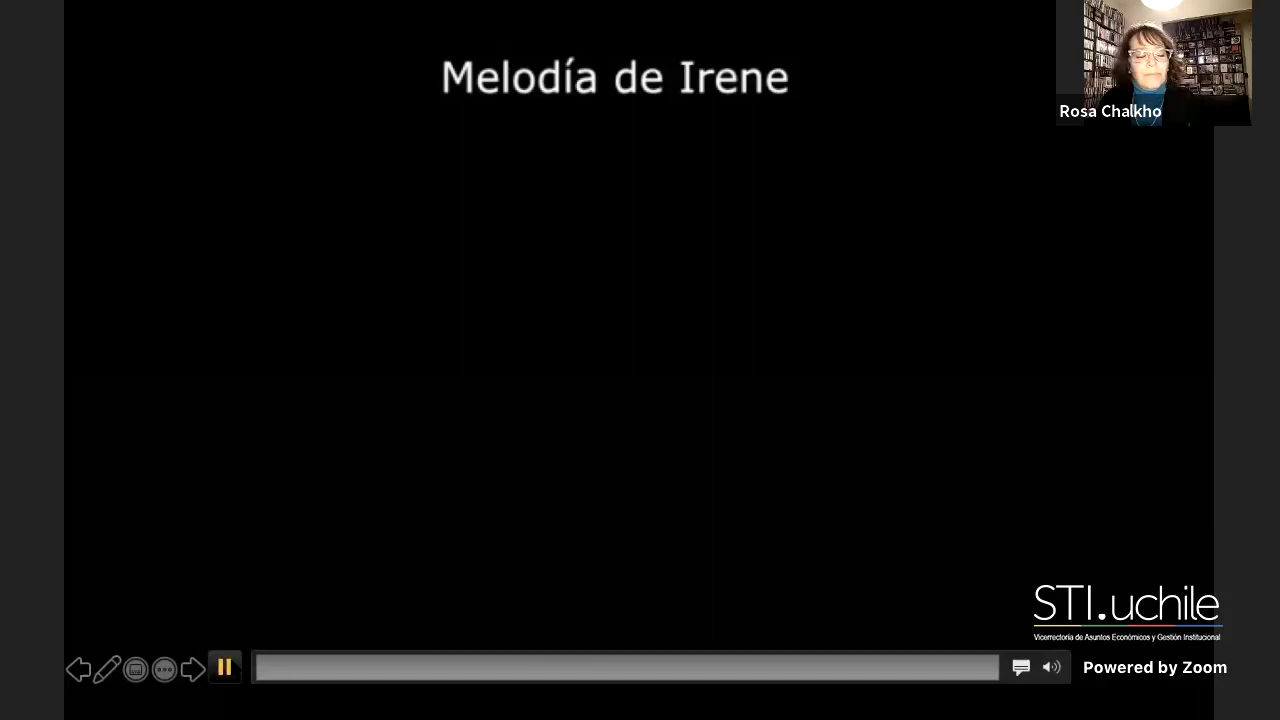 Melodía de Irene
Rosa Chalkho
STI.uchile
Vicerrectoría de Asuntos Económicos y Gestión Institucional
Powered by Zoom